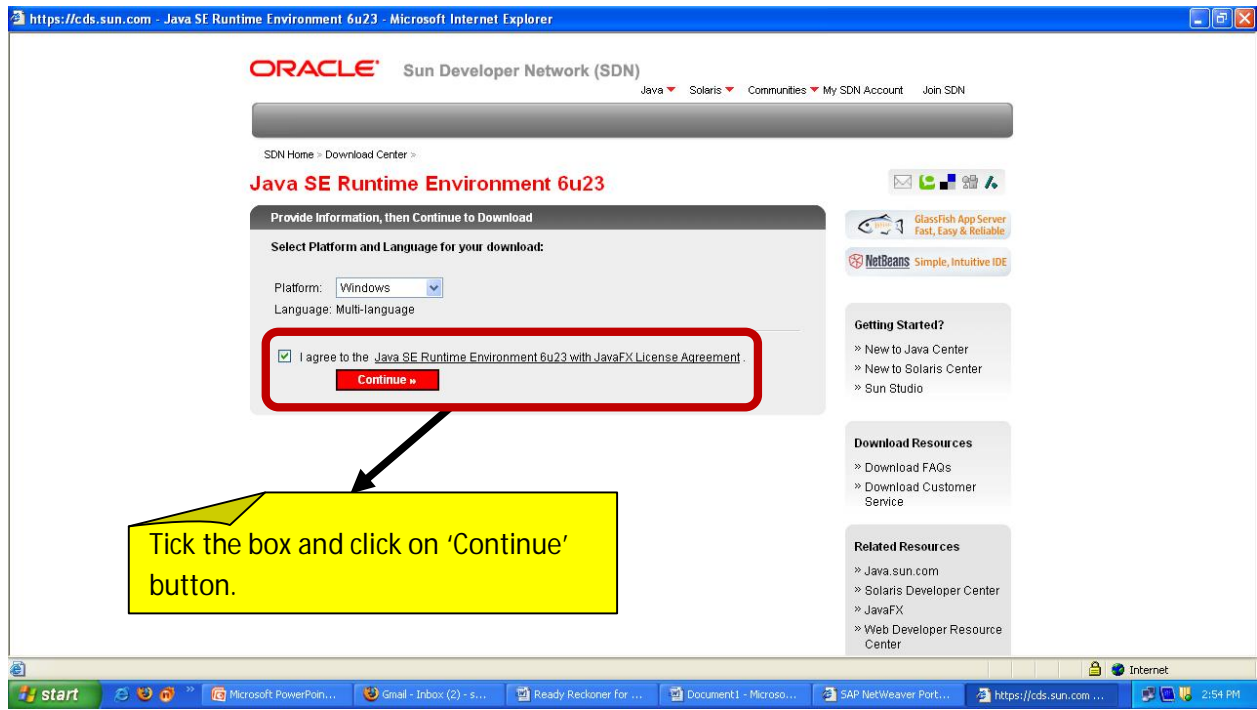 https://cds.sun.com - Java SE Runtime Environment 6u23 - Microsoft Internet Explorer
ORACLE® Sun Developer Network (SDN)
Java Solaris Communities My SDN Account Join SDN
SDN Home > Download Center >
Java SE Runtime Environment 6u23
Provide Information, then Continue to Download
Select Platform and Language for your download:
Platform: Windows
Language: Multi-language
I agree to the Java SE Runtime Environment 6u23 with JavaFX License Agreement .
Continue »
Tick the box and click on ‘Continue’
button.
GlassFish App Server
Fast, Easy & Reliable
NetBeans Simple, Intuitive IDE
Getting Started?
» New to Java Center
» New to Solaris Center
» Sun Studio
Download Resources
» Download FAQs
» Download Customer
Service
Related Resources
» Java.sun.com
» Solaris Developer Center
» JavaFX
» Web Developer Resource
Center
Internet
start » Microsoft PowerPoin... Gmail - Inbox (2) - s... Ready Reckoner for ... Document1 - Microso... SAP NetWeaver Port... https://cds.sun.com ... 2:54 PM